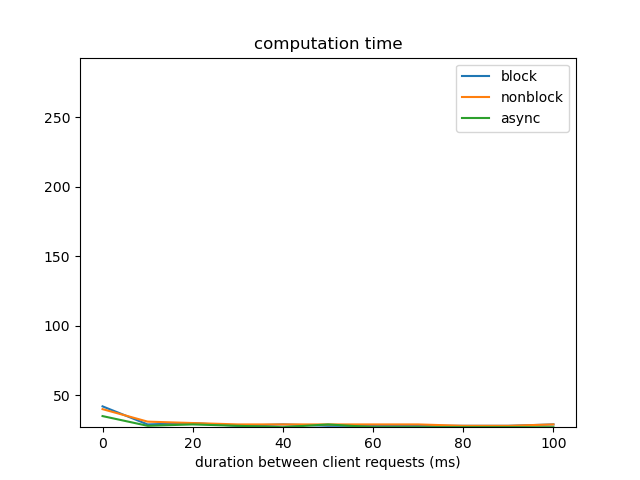 computation time
block
nonblock
async
250
200
150
100
50
0 20 40 60 80 100
duration between client requests (ms)